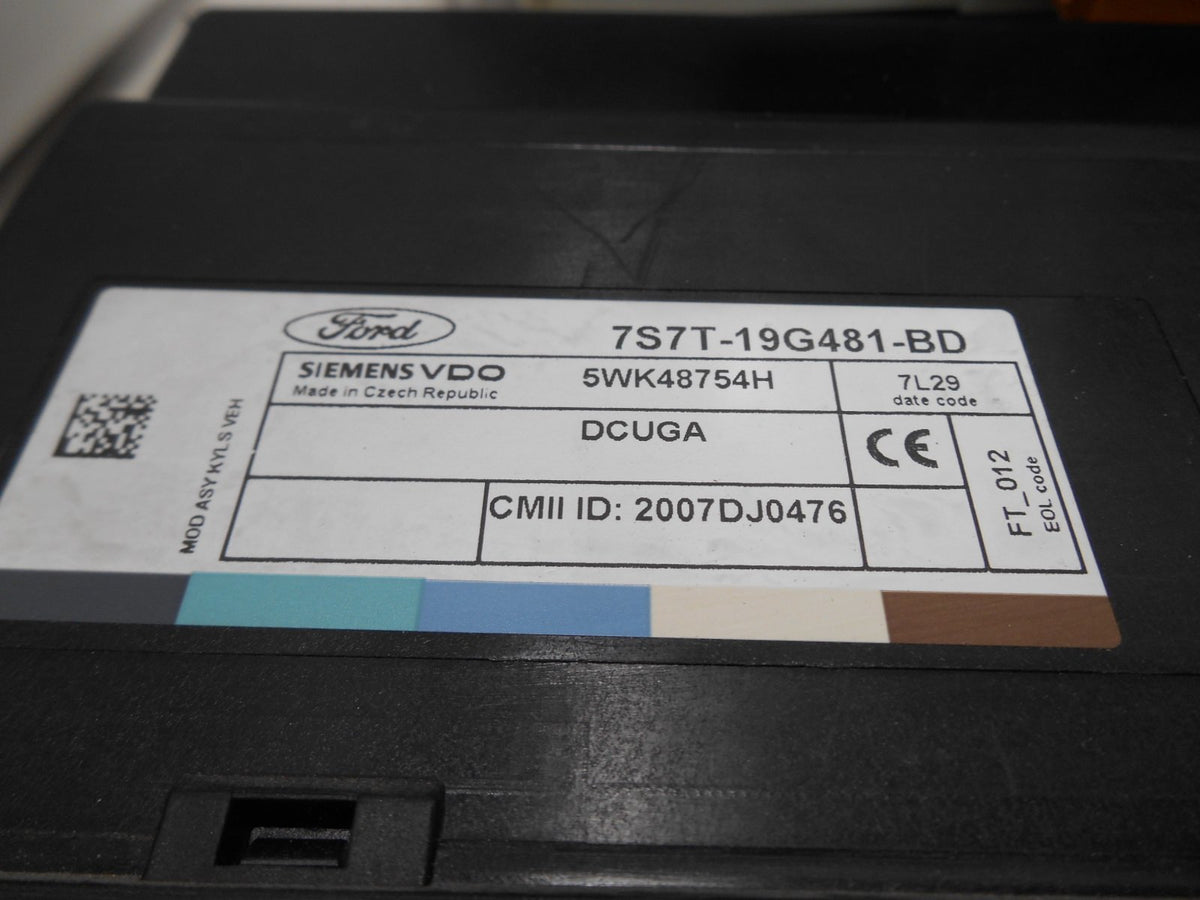 Ford
7S7T-19G481-BD
SIEMENS VDO
Made in Czech Republic
5WK48754H
7L29
date code
DCUGA
CE
CMII ID: 2007DJ0476
FT_012
EOL code
MOD ASY KYLS VEH